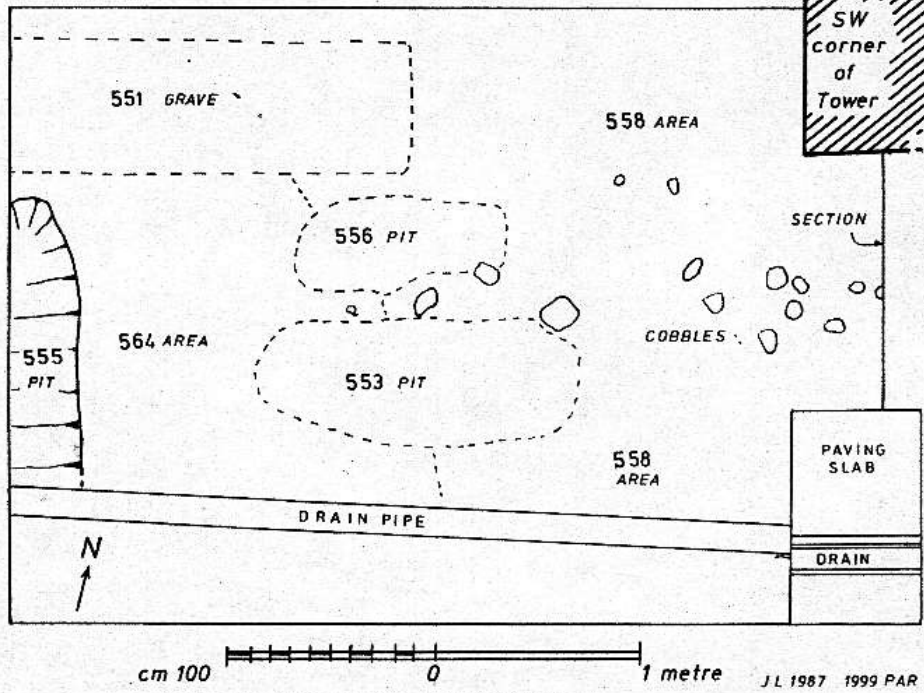 SW
corner
of
Tower
551 GRAVE
558 AREA
SECTION
556 PIT
COBBLES
564 AREA
555
PIT
553 PIT
558
AREA
PAVING
SLAB
DRAIN PIPE
DRAIN
N
cm 100 0 1 metre
JL 1987 1999 PAR